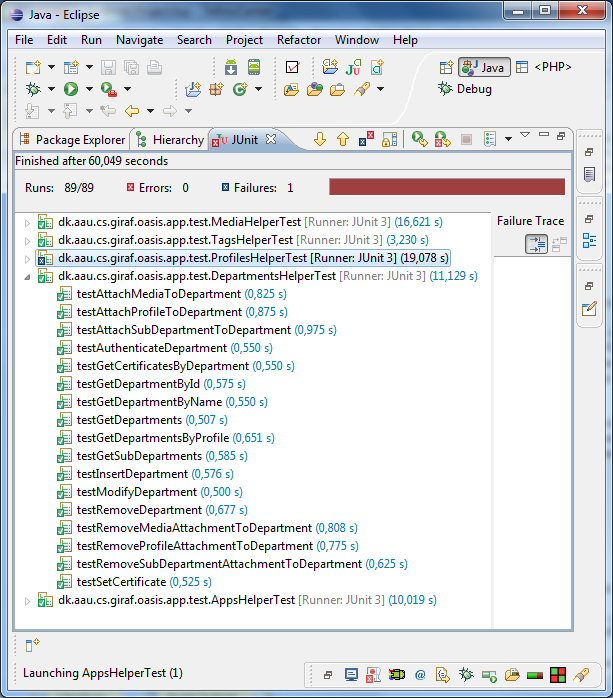 Java - Eclipse
File Edit Run Navigate Search Project Refactor Window Help
Java <PHP>
Debug
Package Explorer Hierarchy JUnit
Finished after 60,049 seconds
Runs: 89/89 Errors: 0 Failures: 1
dk.aau.cs.giraf.oasis.app.test.MediaHelperTest [Runner: JUnit 3] (16,621 s)
Failure Trace
dk.aau.cs.giraf.oasis.app.test.TagsHelperTest [Runner: JUnit 3] (3,230 s)
dk.aau.cs.giraf.oasis.app.test.ProfilesHelperTest [Runner: JUnit 3] (19,078 s)
dk.aau.cs.giraf.oasis.app.test.DepartmentsHelperTest [Runner: JUnit 3] (11,129 s)
testAttachMediaToDepartment (0,825 s)
testAttachProfileToDepartment (0,875 s)
testAttachSubDepartmentToDepartment (0,975 s)
testAuthenticateDepartment (0,550 s)
testGetCertificatesByDepartment (0,550 s)
testGetDepartmentById (0,575 s)
testGetDepartmentByName (0,550 s)
testGetDepartments (0,507 s)
testGetDepartmentsByProfile (0,651 s)
testGetSubDepartments (0,585 s)
testInsertDepartment (0,576 s)
testModifyDepartment (0,500 s)
testRemoveDepartment (0,677 s)
testRemoveMediaAttachmentToDepartment (0,808 s)
testRemoveProfileAttachmentToDepartment (0,775 s)
testRemoveSubDepartmentAttachmentToDepartment (0,625 s)
testSetCertificate (0,525 s)
dk.aau.cs.giraf.oasis.app.test.AppsHelperTest [Runner: JUnit 3] (10,019 s)
Launching AppsHelperTest (1)